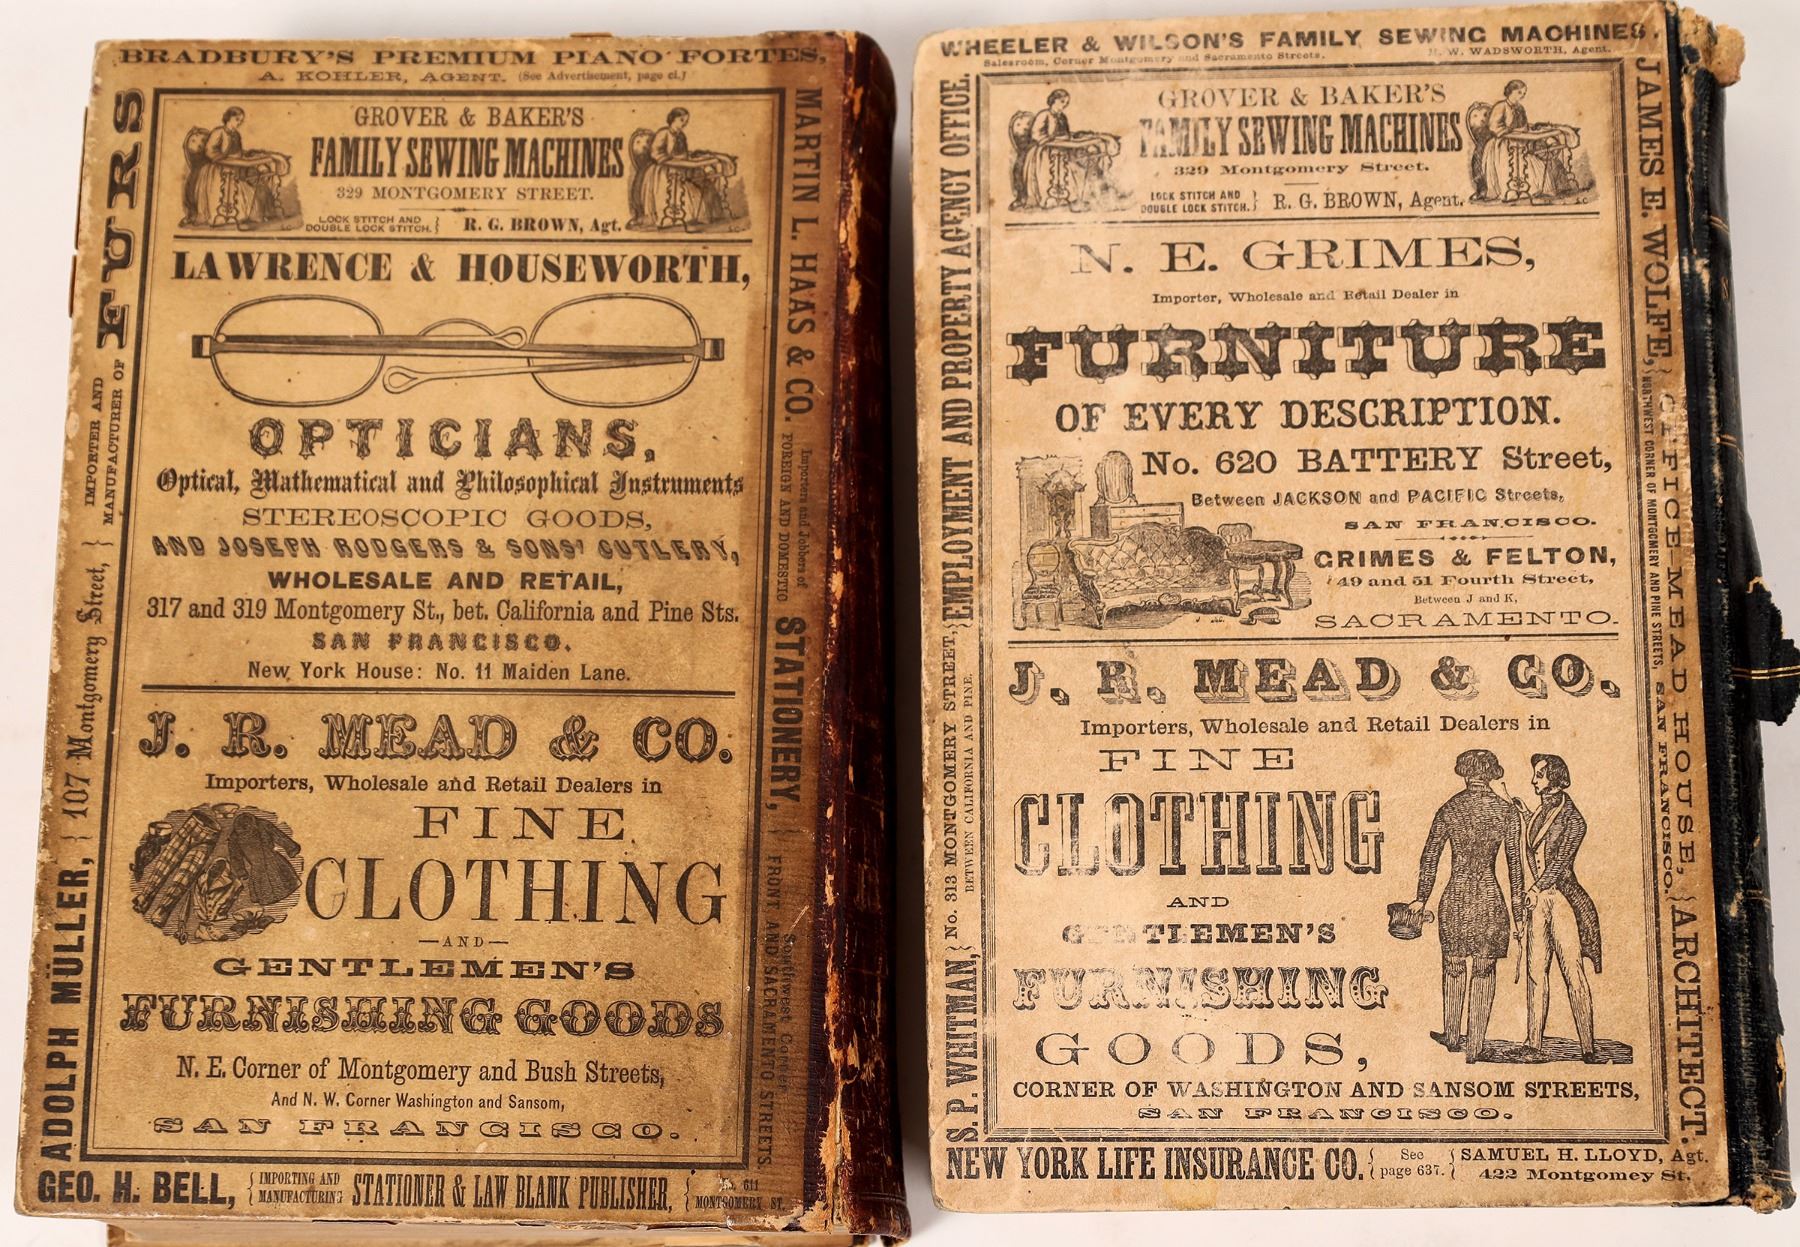 BRADBURY'S PREMIUM PIANO FORTES,
A. KOHLER, AGENT. (See Advertisement, page ci.)
GROVER & BAKER'S
FAMILY SEWING MACHINES
329 MONTGOMERY STREET.
LOCK STITCH AND
DOUBLE LOCK STITCH. } R. G. BROWN, Agt.
LAWRENCE & HOUSEWORTH,
OPTICIANS,
Optical, Mathematical and Philosophical Instruments
STEREOSCOPIC GOODS,
AND JOSEPH RODGERS & SONS' CUTLERY,
WHOLESALE AND RETAIL,
317 and 319 Montgomery St., bet. California and Pine Sts.
SAN FRANCISCO.
New York House: No. 11 Maiden Lane.
J. R. MEAD & CO.
Importers, Wholesale and Retail Dealers in
FINE
CLOTHING
—AND—
GENTLEMEN'S
FURNISHING GOODS
N. E. Corner of Montgomery and Bush Streets,
And N. W. Corner Washington and Sansom,
SAN FRANCISCO.
ADOLPH MÜLLER, } 107 Montgomery Street, } IMPORTER AND
MANUFACTURER OF FURS
MARTIN L. HAAS & CO. Importers and Jobbers of
FOREIGN AND DOMESTIC STATIONERY, } Southwest Corner
FRONT AND SACRAMENTO STREETS.
GEO. H. BELL, { IMPORTING AND
MANUFACTURING STATIONER & LAW BLANK PUBLISHER, { No. 611
MONTGOMERY ST.
WHEELER & WILSON'S FAMILY SEWING MACHINES.
Salesroom, Corner Montgomery and Sacramento Streets. H. W. WADSWORTH, Agent.
GROVER & BAKER'S
FAMILY SEWING MACHINES
329 Montgomery Street.
LOCK STITCH AND
DOUBLE LOCK STITCH. } R. G. BROWN, Agent.
N. E. GRIMES,
Importer, Wholesale and Retail Dealer in
FURNITURE
OF EVERY DESCRIPTION.
No. 620 BATTERY Street,
Between JACKSON and PACIFIC Streets,
SAN FRANCISCO.
GRIMES & FELTON,
49 and 51 Fourth Street,
Between J and K,
SACRAMENTO.
J. R. MEAD & CO.
Importers, Wholesale and Retail Dealers in
FINE
CLOTHING
AND
GENTLEMEN'S
FURNISHING
GOODS,
CORNER OF WASHINGTON AND SANSOM STREETS,
SAN FRANCISCO.
S. P. WHITMAN, } No. 313 MONTGOMERY STREET, } EMPLOYMENT AND PROPERTY AGENCY OFFICE.
BETWEEN CALIFORNIA AND PINE.
JAMES E. WOLFE, { OFFICE-MEAD HOUSE, { ARCHITECT.
NORTHWEST CORNER OF MONTGOMERY AND PINE STREETS, SAN FRANCISCO.
NEW YORK LIFE INSURANCE CO. { See
page 637. } SAMUEL H. LLOYD, Agt.
422 Montgomey St.